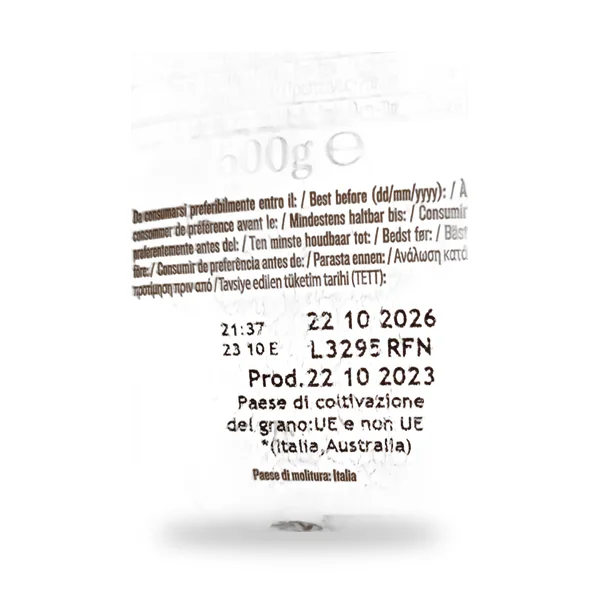 500g ℮
Da consumarsi preferibilmente entro il: / Best before (dd/mm/yyyy): / À
consommer de préférence avant le: / Mindestens haltbar bis: / Consumir
preferentemente antes del: / Ten minste houdbaar tot: / Bedst før: / Bäst
före: / Consumir de preferência antes de: / Parasta ennen: / Ανάλωση κατά
προτίμηση πριν από /Tavsiye edilen tüketim tarihi (TETT):
21:37 22 10 2026
23 10 E L3295 RFN
Prod.22 10 2023
Paese di coltivazione
del grano:UE e non UE
*(Italia,Australia)
Paese di molitura: Italia